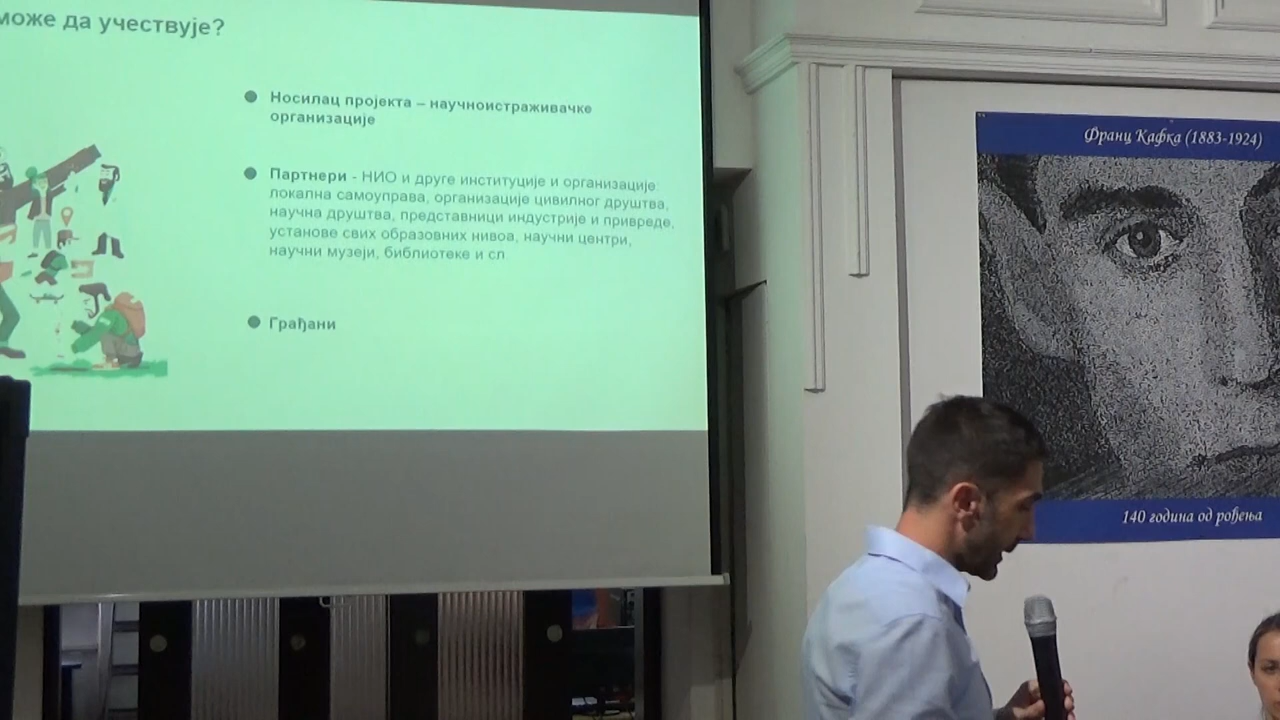 може да учествује?
Носилац пројекта – научноистраживачке
организације
Партнери - НИО и друге институције и организације:
локална самоуправа, организације цивилног друштва,
научна друштва, представници индустрије и привреде,
установе свих образовних нивоа, научни центри,
научни музеји, библиотеке и сл
Грађани
Франц Кафка (1883-1924)
140 година од рођења